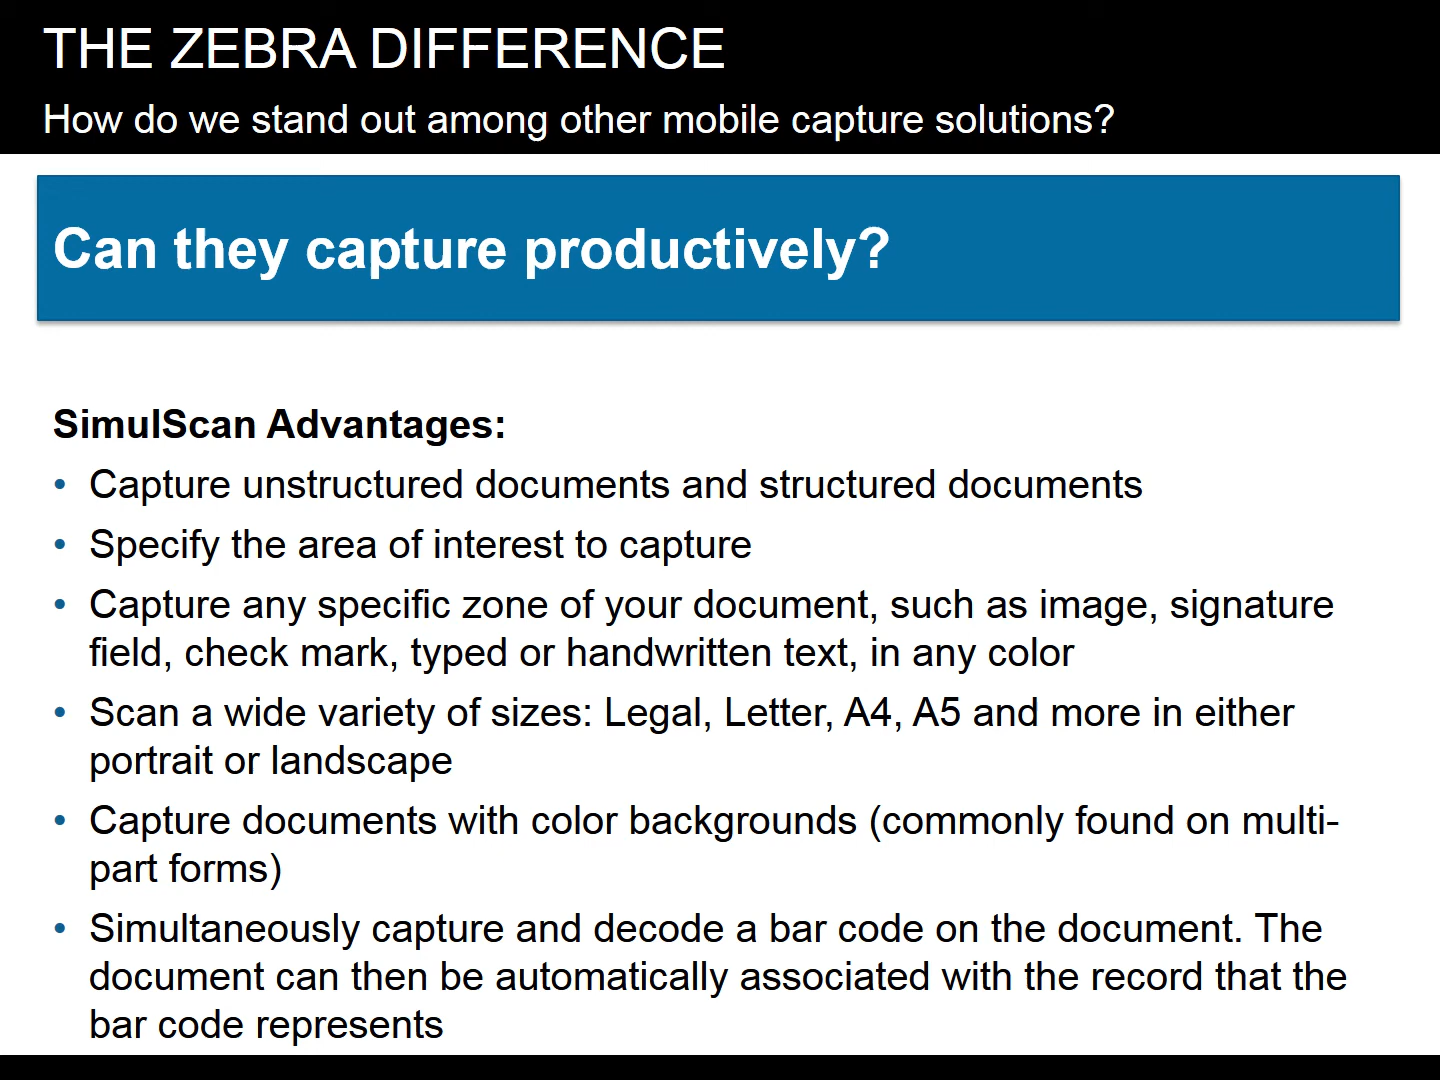 THE ZEBRA DIFFERENCE
How do we stand out among other mobile capture solutions?
Can they capture productively?
SimulScan Advantages:
• Capture unstructured documents and structured documents
• Specify the area of interest to capture
• Capture any specific zone of your document, such as image, signature
field, check mark, typed or handwritten text, in any color
• Scan a wide variety of sizes: Legal, Letter, A4, A5 and more in either
portrait or landscape
• Capture documents with color backgrounds (commonly found on multi-
part forms)
• Simultaneously capture and decode a bar code on the document. The
document can then be automatically associated with the record that the
bar code represents